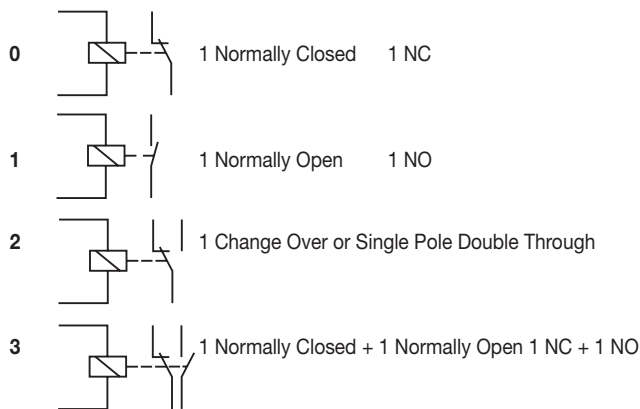 0 1 Normally Closed 1 NC
1 1 Normally Open 1 NO
2 1 Change Over or Single Pole Double Through
3 1 Normally Closed + 1 Normally Open 1 NC + 1 NO